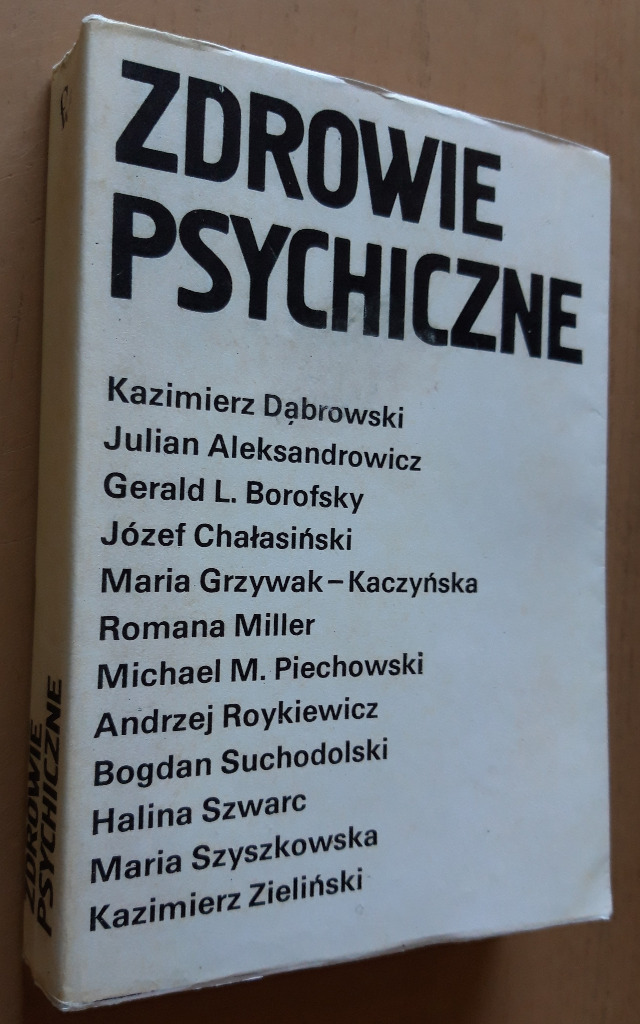 ZDROWIE
PSYCHICZNE
Kazimierz Dąbrowski
Julian Aleksandrowicz
Gerald L. Borofsky
Józef Chałasiński
Maria Grzywak-Kaczyńska
Romana Miller
Michael M. Piechowski
Andrzej Roykiewicz
Bogdan Suchodolski
Halina Szwarc
Maria Szyszkowska
Kazimierz Zieliński
ZDROWIE
PSYCHICZNE